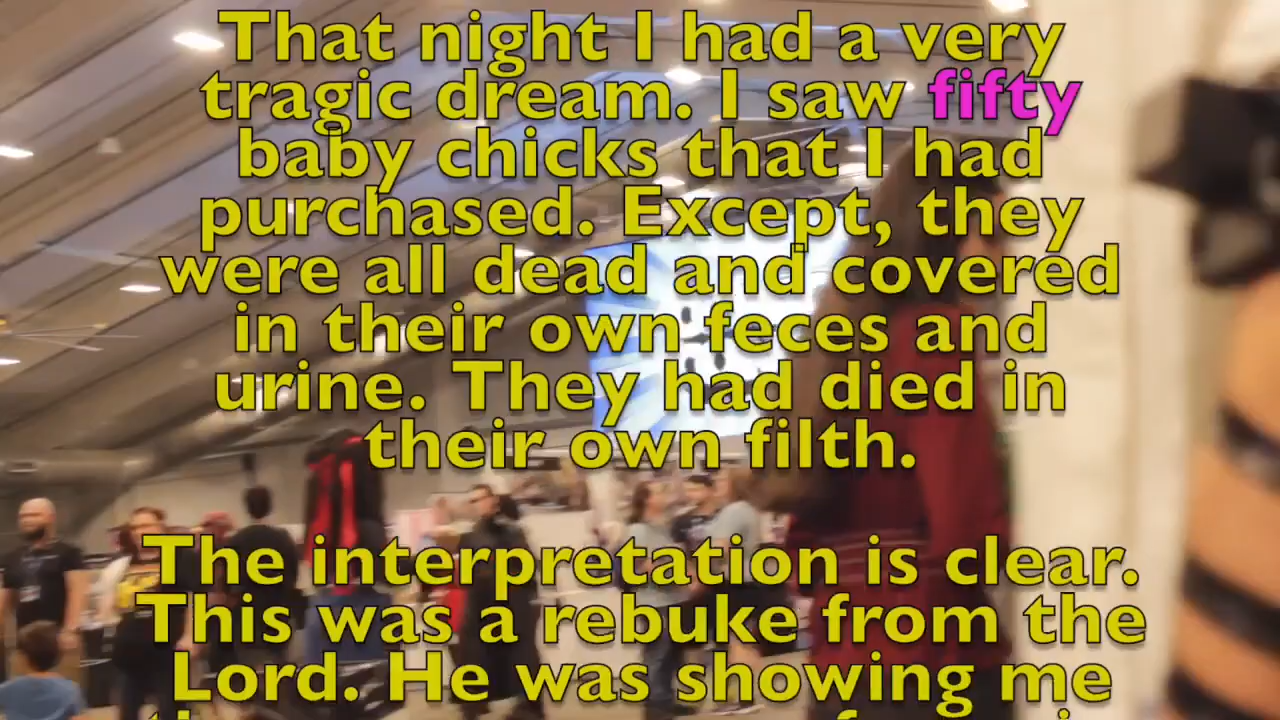 That night I had a very
tragic dream. I saw fifty
baby chicks that I had
purchased. Except, they
were all dead and covered
in their own feces and
urine. They had died in
their own filth.
The interpretation is clear.
This was a rebuke from the
Lord. He was showing me